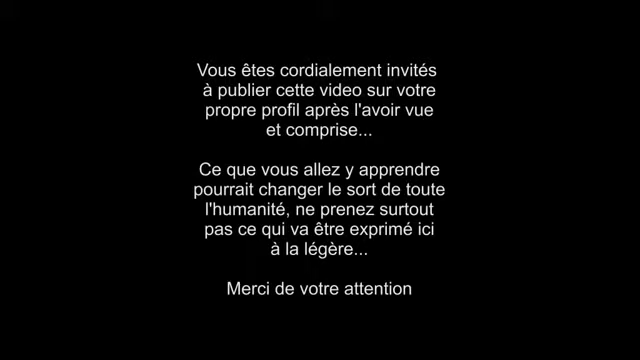 Vous êtes cordialement invités
à publier cette video sur votre
propre profil après l'avoir vue
et comprise...
Ce que vous allez y apprendre
pourrait changer le sort de toute
l'humanité, ne prenez surtout
pas ce qui va être exprimé ici
à la légère...
Merci de votre attention